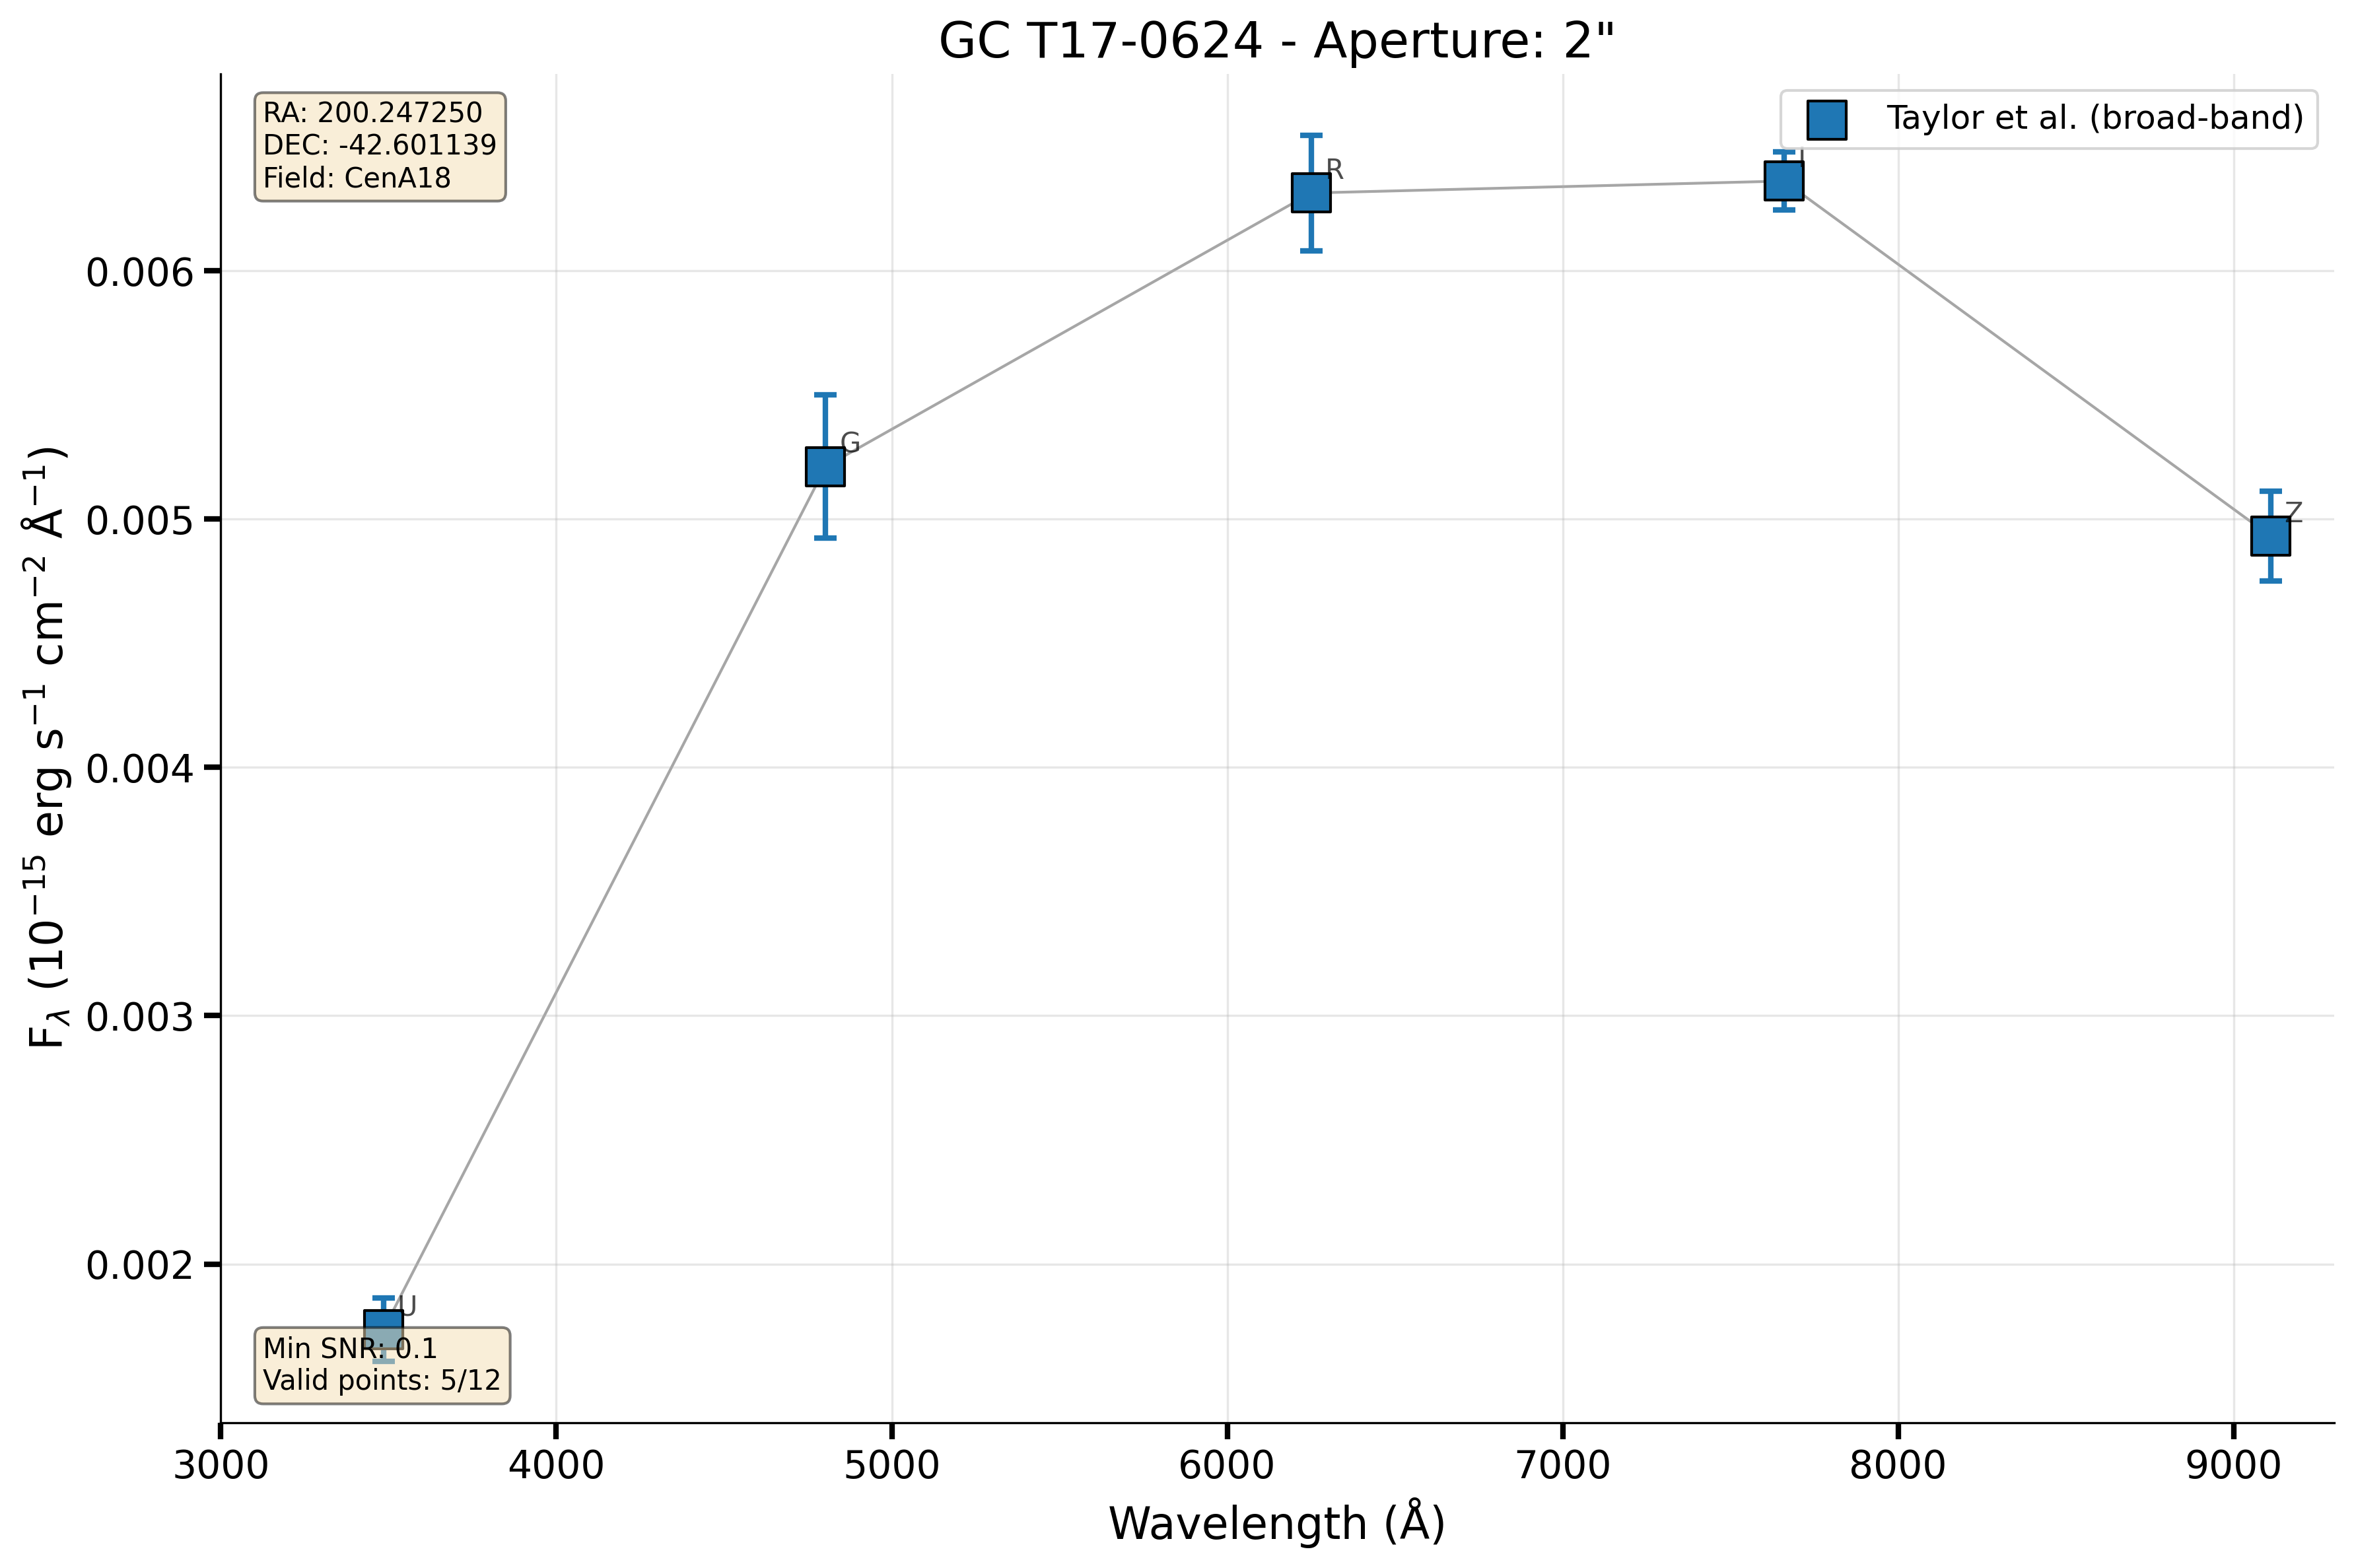 GC T17-0624 - Aperture: 2"
RA: 200.247250
DEC: -42.601139
Field: CenA18
Taylor et al. (broad-band)
R
I
G
Z
U
0.006
0.005
0.004
0.003
0.002
F_λ (10⁻¹⁵ erg s⁻¹ cm⁻² Å⁻¹)
Min SNR: 0.1
Valid points: 5/12
3000 4000 5000 6000 7000 8000 9000
Wavelength (Å)